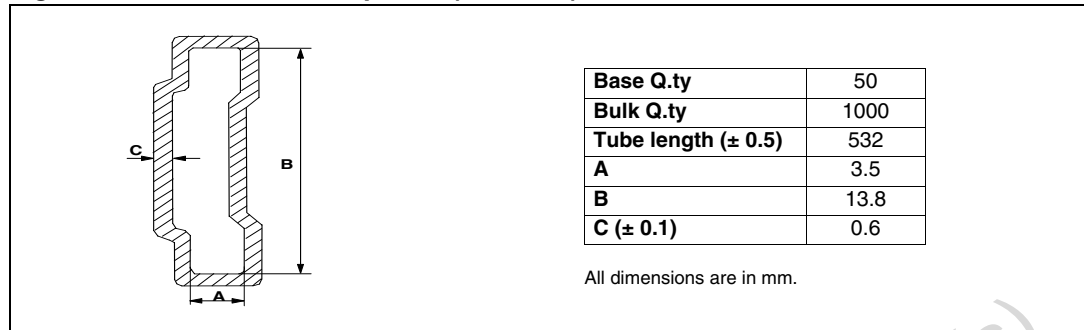 C
B
A
Base Q.ty 50
Bulk Q.ty 1000
Tube length (± 0.5) 532
A 3.5
B 13.8
C (± 0.1) 0.6
All dimensions are in mm.